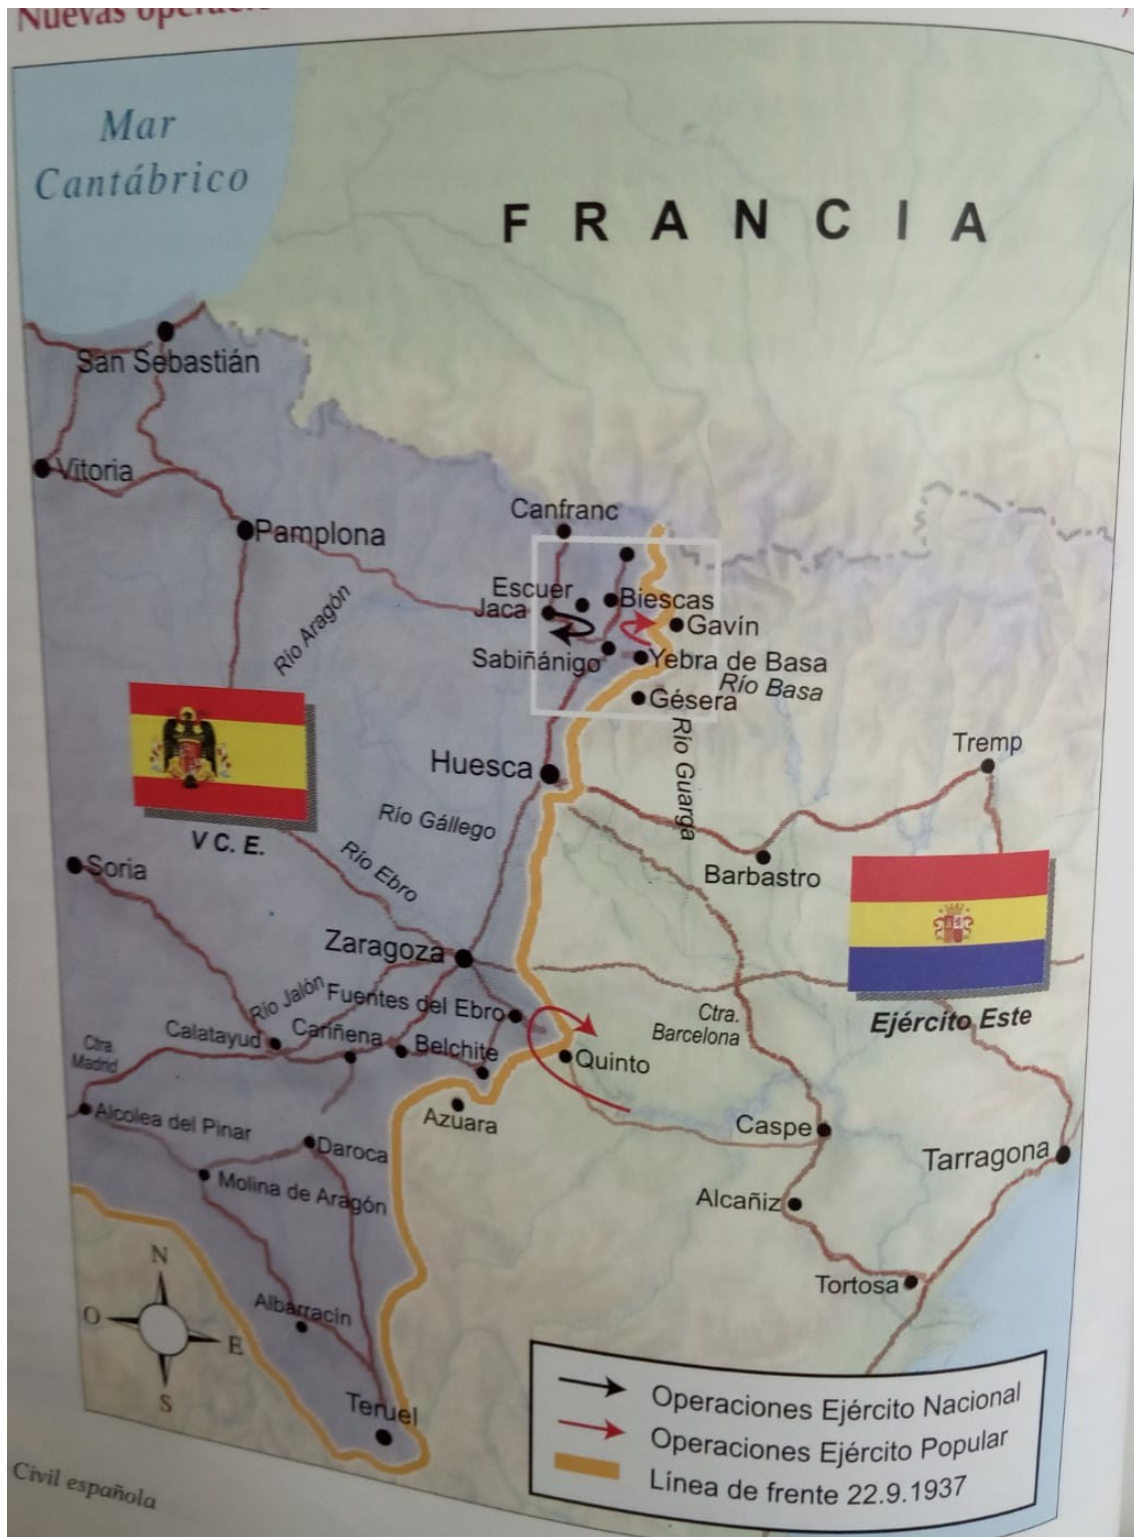 Nuevas
Mar
Cantábrico
FRANCIA
San Sebastián
Vitoria
Pamplona
Canfranc
Escuer
Jaca
Biescas
Gavín
Sabiñánigo
Yebra de Basa
Río Basa
Gésera
Río Aragón
Río Guarga
Huesca
Tremp
Río Gállego
V C. E.
Río Ebro
Barbastro
Soria
Zaragoza
Río Jalón
Fuentes del Ebro
Ctra.
Barcelona
Ejército Este
Calatayud
Cariñena
Belchite
Quinto
Ctra.
Madrid
Azuara
Caspe
Alcolea del Pinar
Daroca
Tarragona
Molina de Aragón
Alcañiz
N
O
E
S
Albarracín
Tortosa
Teruel
Operaciones Ejército Nacional
Operaciones Ejército Popular
Línea de frente 22.9.1937
Civil española